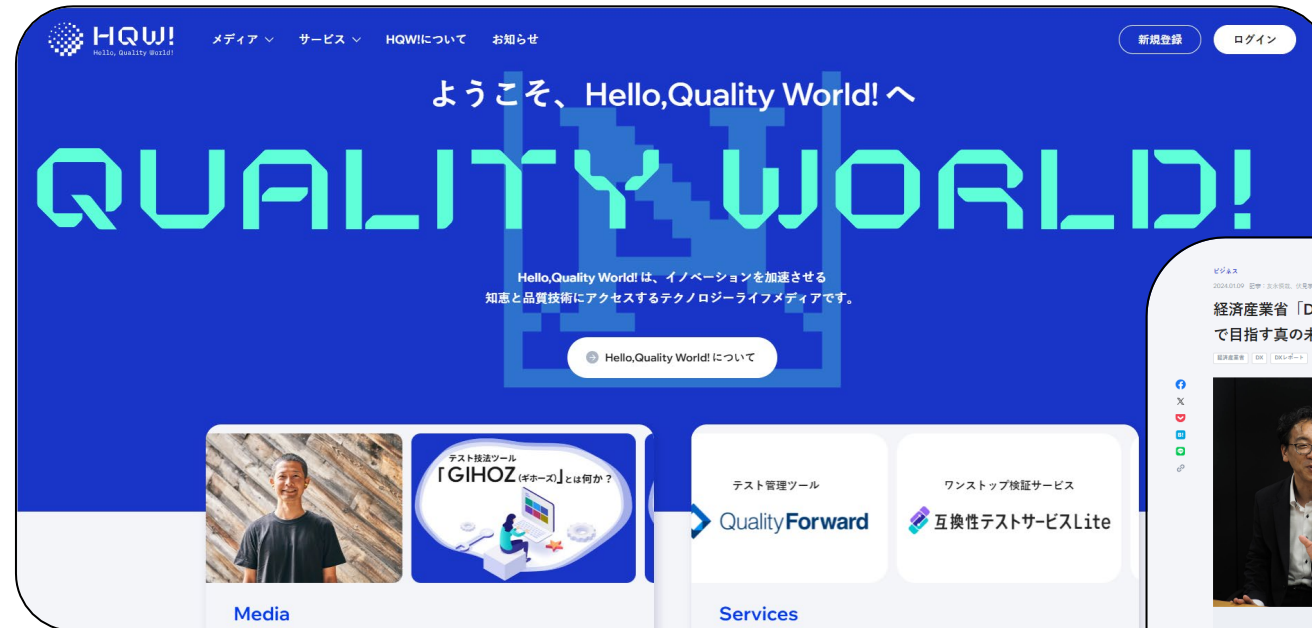 HQW!
Hello, Quality World!
メディア
サービス
HQW!について
お知らせ
新規登録
ログイン
ようこそ、Hello,Quality World! へ
QUALITY WORLD!
N
Hello,Quality World! は、イノベーションを加速させる
知恵と品質技術にアクセスするテクノロジーライフメディアです。
Hello,Quality World! について
テスト技法ツール
「GIHOZ(ギホーズ)」とは何か？
テスト管理ツール
QualityForward
ワンストップ検証サービス
互換性テストサービスLite
Media
Services
ビジネス
2024.01.09
経済産業省「D
で目指す真の
経済産業省
DX
DXレポート